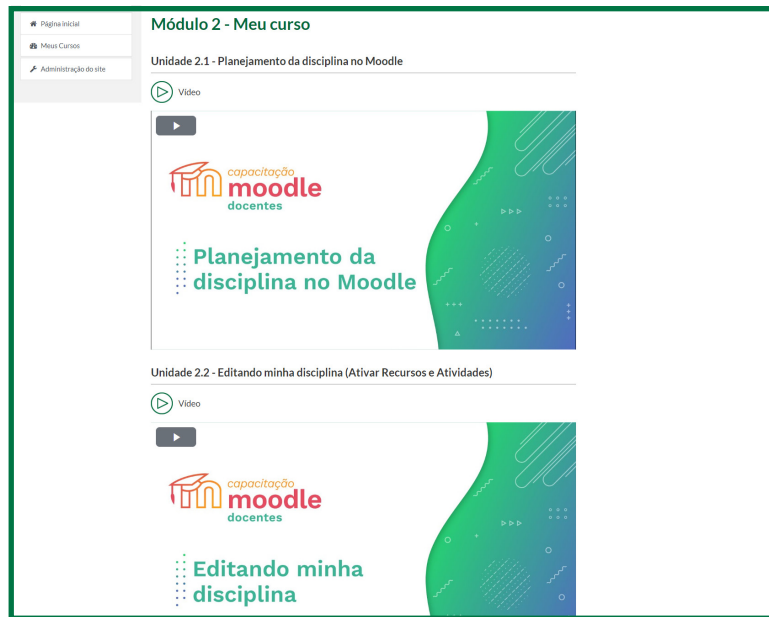 Página inicial
Meus Cursos
Administração do site
Módulo 2 - Meu curso
Unidade 2.1 - Planejamento da disciplina no Moodle
Vídeo
capacitação
moodle
docentes
Planejamento da
disciplina no Moodle
Unidade 2.2 - Editando minha disciplina (Ativar Recursos e Atividades)
Vídeo
capacitação
moodle
docentes
Editando minha
disciplina